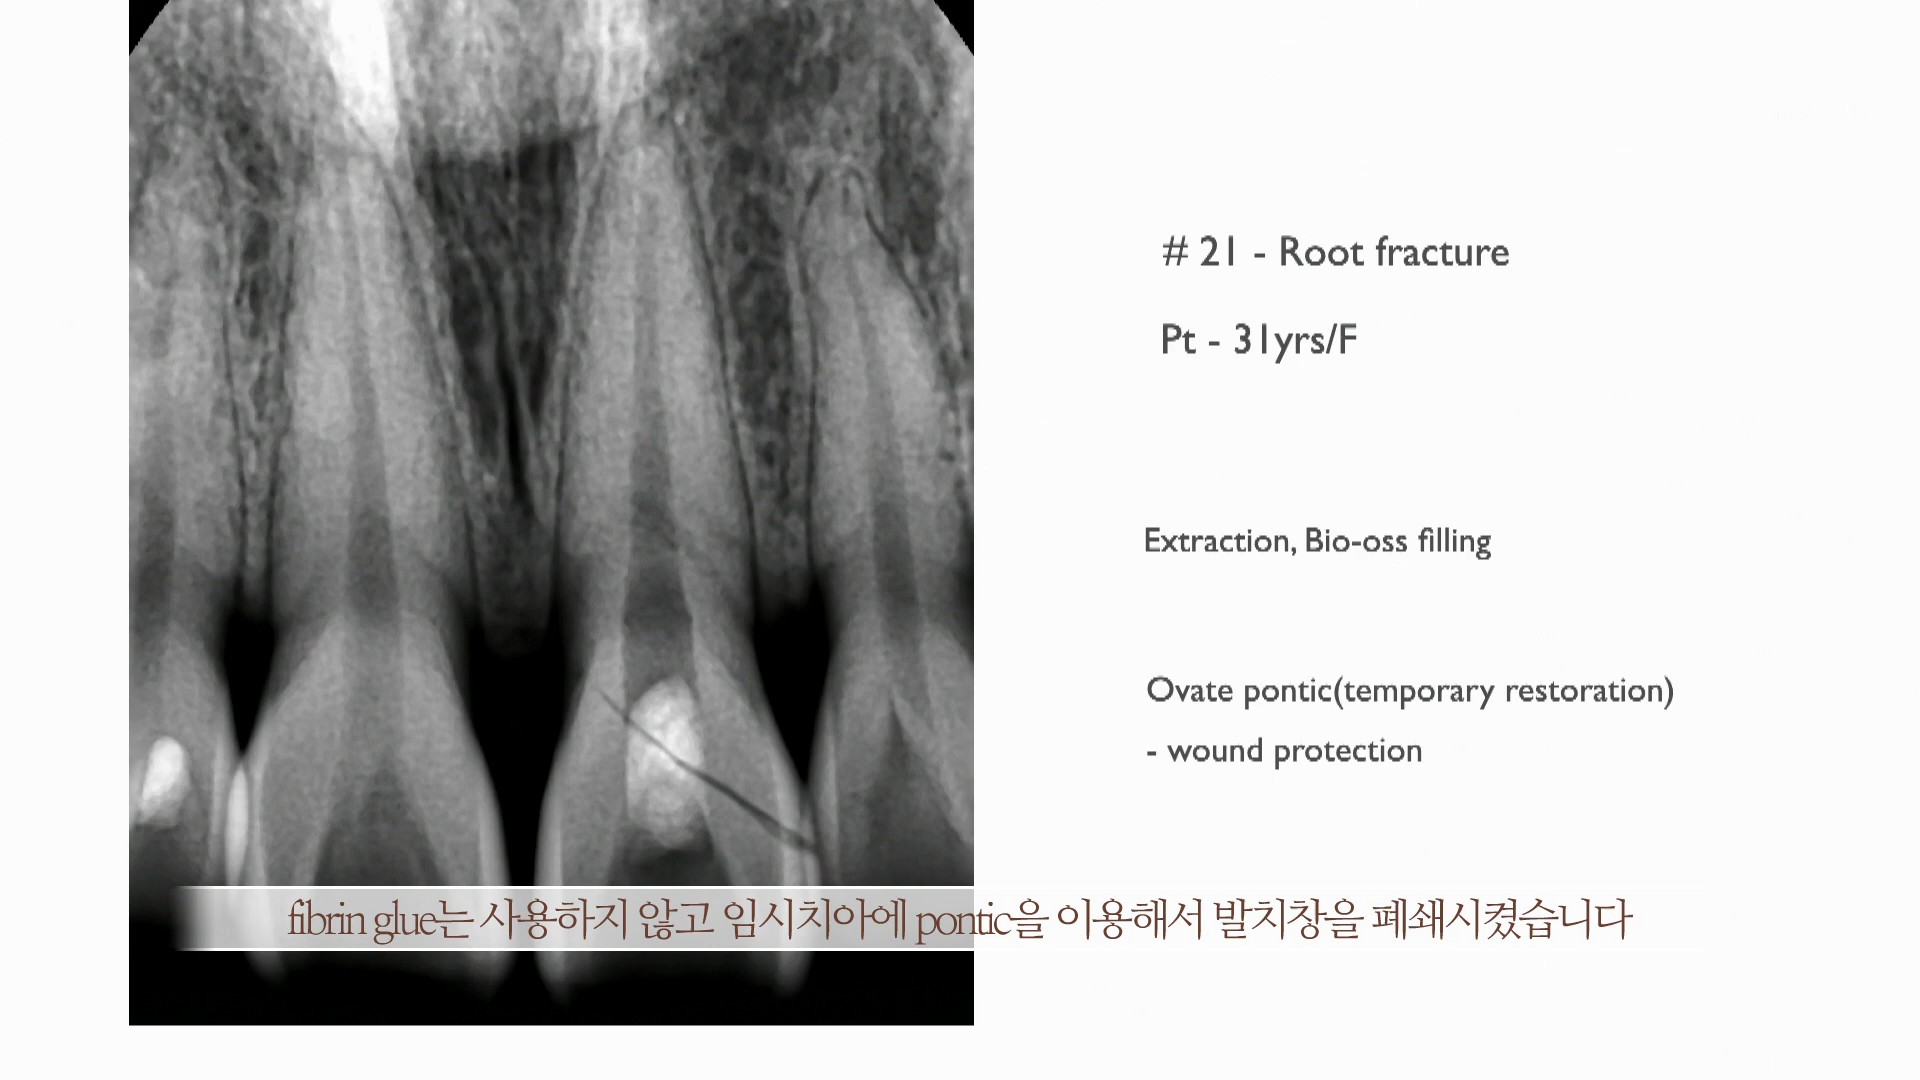 # 21 - Root fracture
Pt - 31yrs/F
Extraction, Bio-oss filling
Ovate pontic(temporary restoration)
- wound protection
fibrin glue는 사용하지 않고 임시치아에 pontic을 이용해서 발치창을 폐쇄시켰습니다